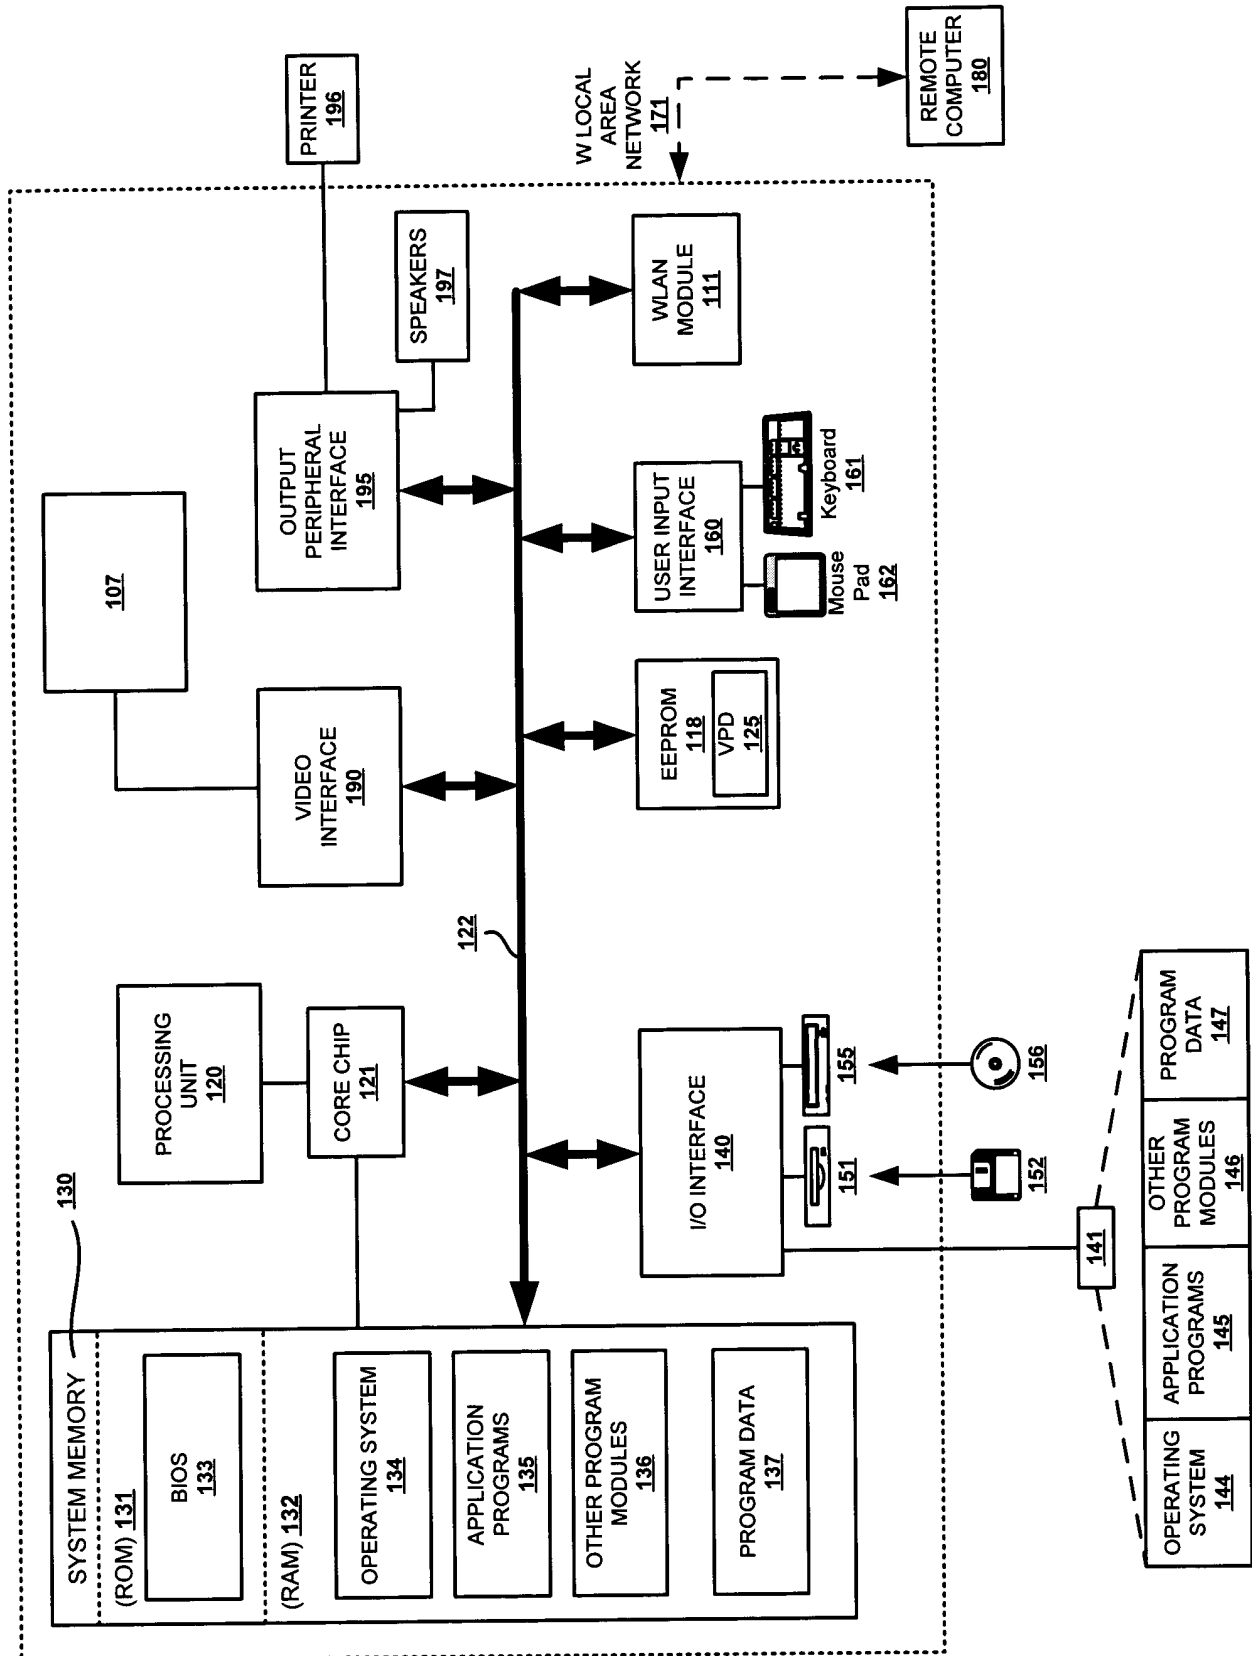 SYSTEM MEMORY
130
(ROM) 131
BIOS
133
(RAM) 132
OPERATING SYSTEM
134
APPLICATION
PROGRAMS
135
OTHER PROGRAM
MODULES
136
PROGRAM DATA
137
PROCESSING
UNIT
120
CORE CHIP
121
122
VIDEO
INTERFACE
190
107
OUTPUT
PERIPHERAL
INTERFACE
195
SPEAKERS
197
PRINTER
196
I/O INTERFACE
140
151
155
152
156
EEPROM
118
VPD
125
USER INPUT
INTERFACE
160
Mouse
Pad
162
Keyboard
161
WLAN
MODULE
111
W LOCAL
AREA
NETWORK
171
REMOTE
COMPUTER
180
141
OPERATING
SYSTEM
144
APPLICATION
PROGRAMS
145
OTHER
PROGRAM
MODULES
146
PROGRAM
DATA
147